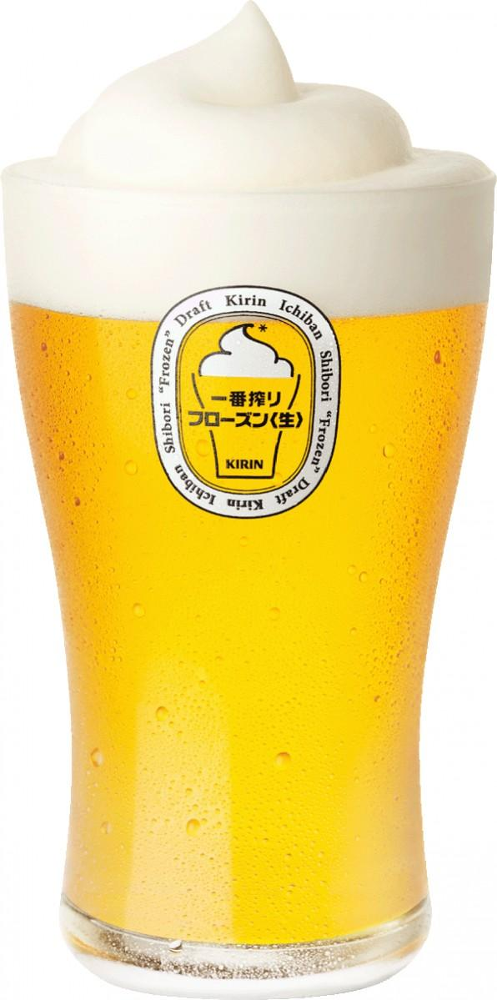 Draft Kirin Ichiban Shibori "Frozen" Draft Kirin Ichiban Shibori "Frozen"
*
一番搾り
フローズン〈生〉
KIRIN